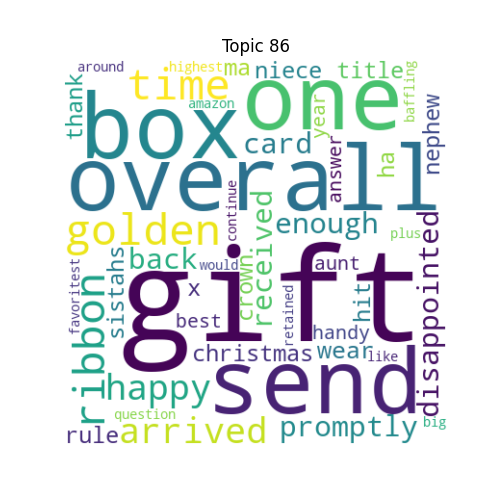 Topic 86
around
highest
ma
niece
title
thank
time
amazon
one
box
card
year
answer
ha
baffling
nephew
overall
golden
continue
received
enough
plus
back
would
crown
aunt
disappointed
favoritest
sistahs
ribbon
gift
x
best
retained
hit
handy
christmas
wear
like
happy
send
question
rule
arrived
promptly
big